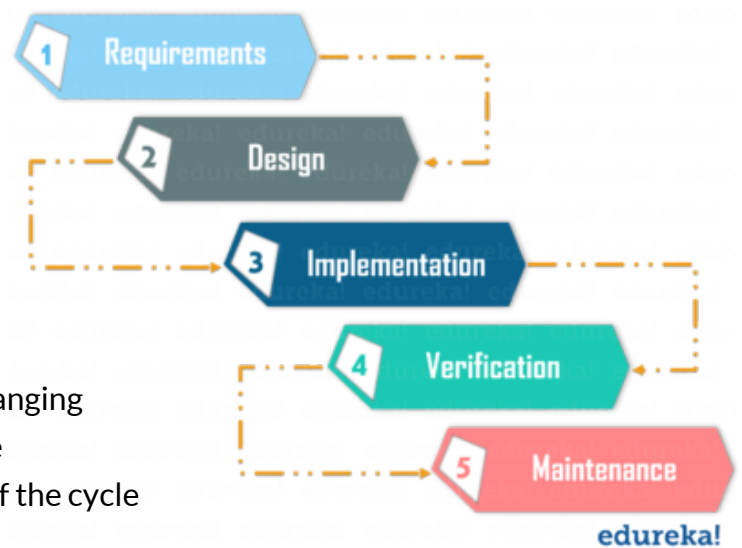 1 Requirements
2 Design
3 Implementation
4 Verification
anging
5 Maintenance
f the cycle
edureka!